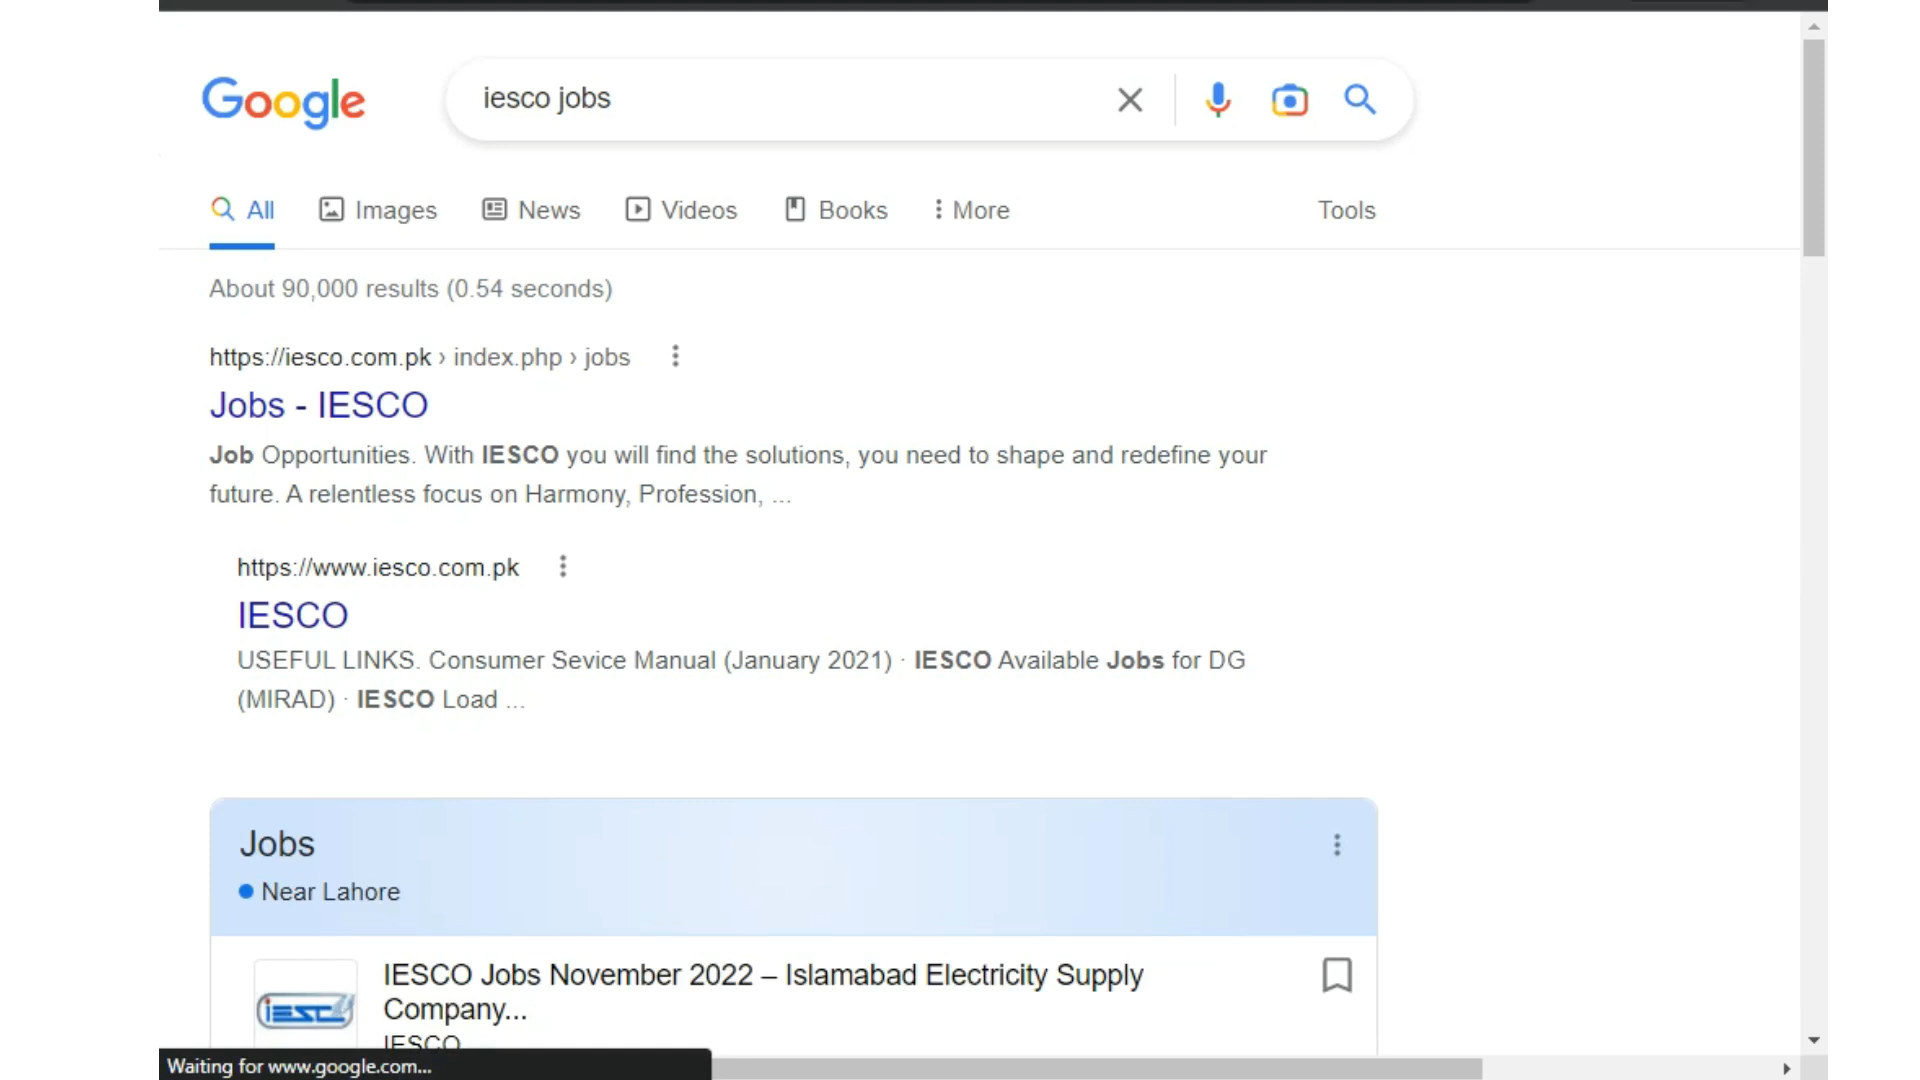 Google
iesco jobs
All Images News Videos Books More Tools
About 90,000 results (0.54 seconds)
https://iesco.com.pk › index.php › jobs
Jobs - IESCO
Job Opportunities. With IESCO you will find the solutions, you need to shape and redefine your
future. A relentless focus on Harmony, Profession, ...
https://www.iesco.com.pk
IESCO
USEFUL LINKS. Consumer Sevice Manual (January 2021) · IESCO Available Jobs for DG
(MIRAD) · IESCO Load ...
Jobs
Near Lahore
IESCO Jobs November 2022 – Islamabad Electricity Supply
Company...
iESCO
IESCO
Waiting for www.google.com...